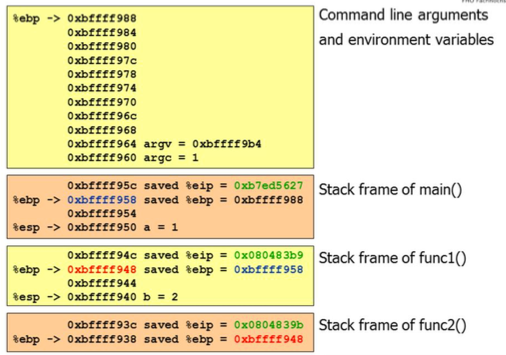 %ebp -> 0xbffff988
0xbffff984
0xbffff980
0xbffff97c
0xbffff978
0xbffff974
0xbffff970
0xbffff96c
0xbffff968
0xbffff964 argv = 0xbffff9b4
0xbffff960 argc = 1
Command line arguments
and environment variables
0xbffff95c saved %eip = 0xb7ed5627
%ebp -> 0xbffff958 saved %ebp = 0xbffff988
0xbffff954
%esp -> 0xbffff950 a = 1
Stack frame of main()
0xbffff94c saved %eip = 0x080483b9
%ebp -> 0xbffff948 saved %ebp = 0xbffff958
0xbffff944
%esp -> 0xbffff940 b = 2
Stack frame of func1()
0xbffff93c saved %eip = 0x0804839b
%ebp -> 0xbffff938 saved %ebp = 0xbffff948
Stack frame of func2()